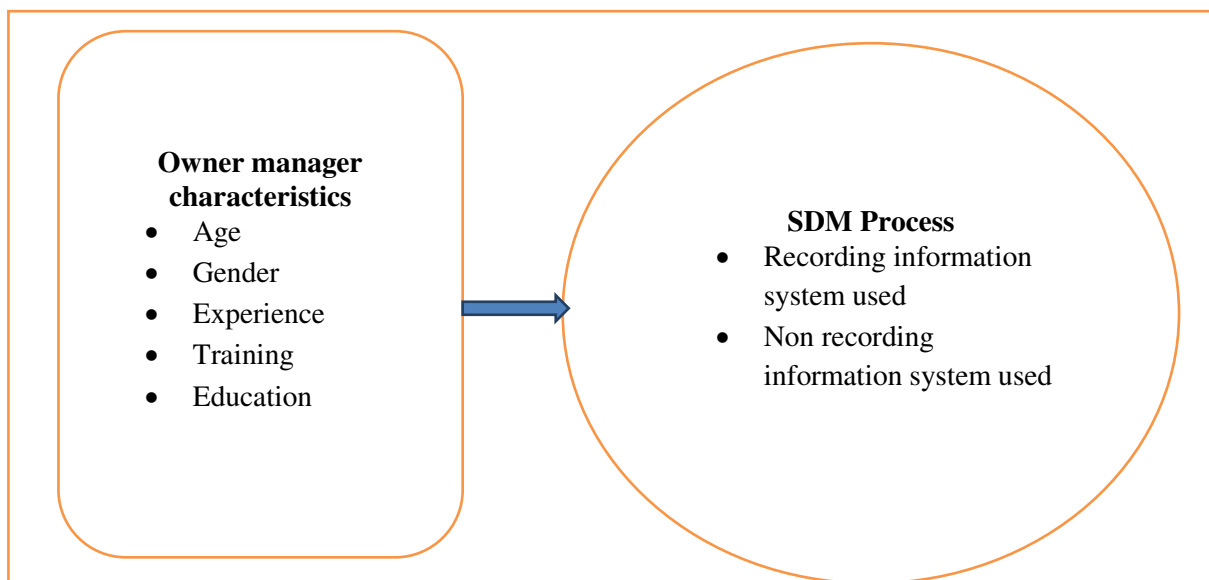 Owner manager
characteristics
• Age
• Gender
• Experience
• Training
• Education
SDM Process
• Recording information
system used
• Non recording
information system used